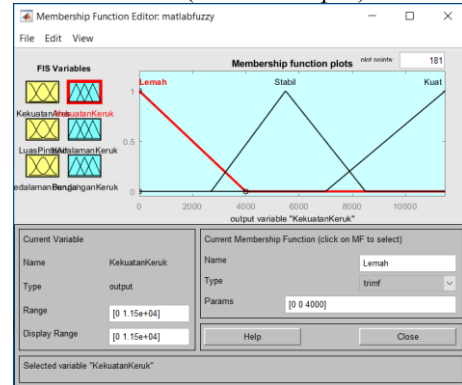 Membership Function Editor: matlabfuzzy
File Edit View
FIS Variables
Membership function plots
plot points:
181
Lemah
Stabil
Kuat
1
0.5
0
0 2000 4000 6000 8000 10000
output variable "KekuatanKeruk"
Current Variable
Name KekuatanKeruk
Type output
Range [0 1.15e+04]
Display Range [0 1.15e+04]
Current Membership Function (click on MF to select)
Name Lemah
Type trimf
Params [0 0 4000]
Help
Close
Selected variable "KekuatanKeruk"